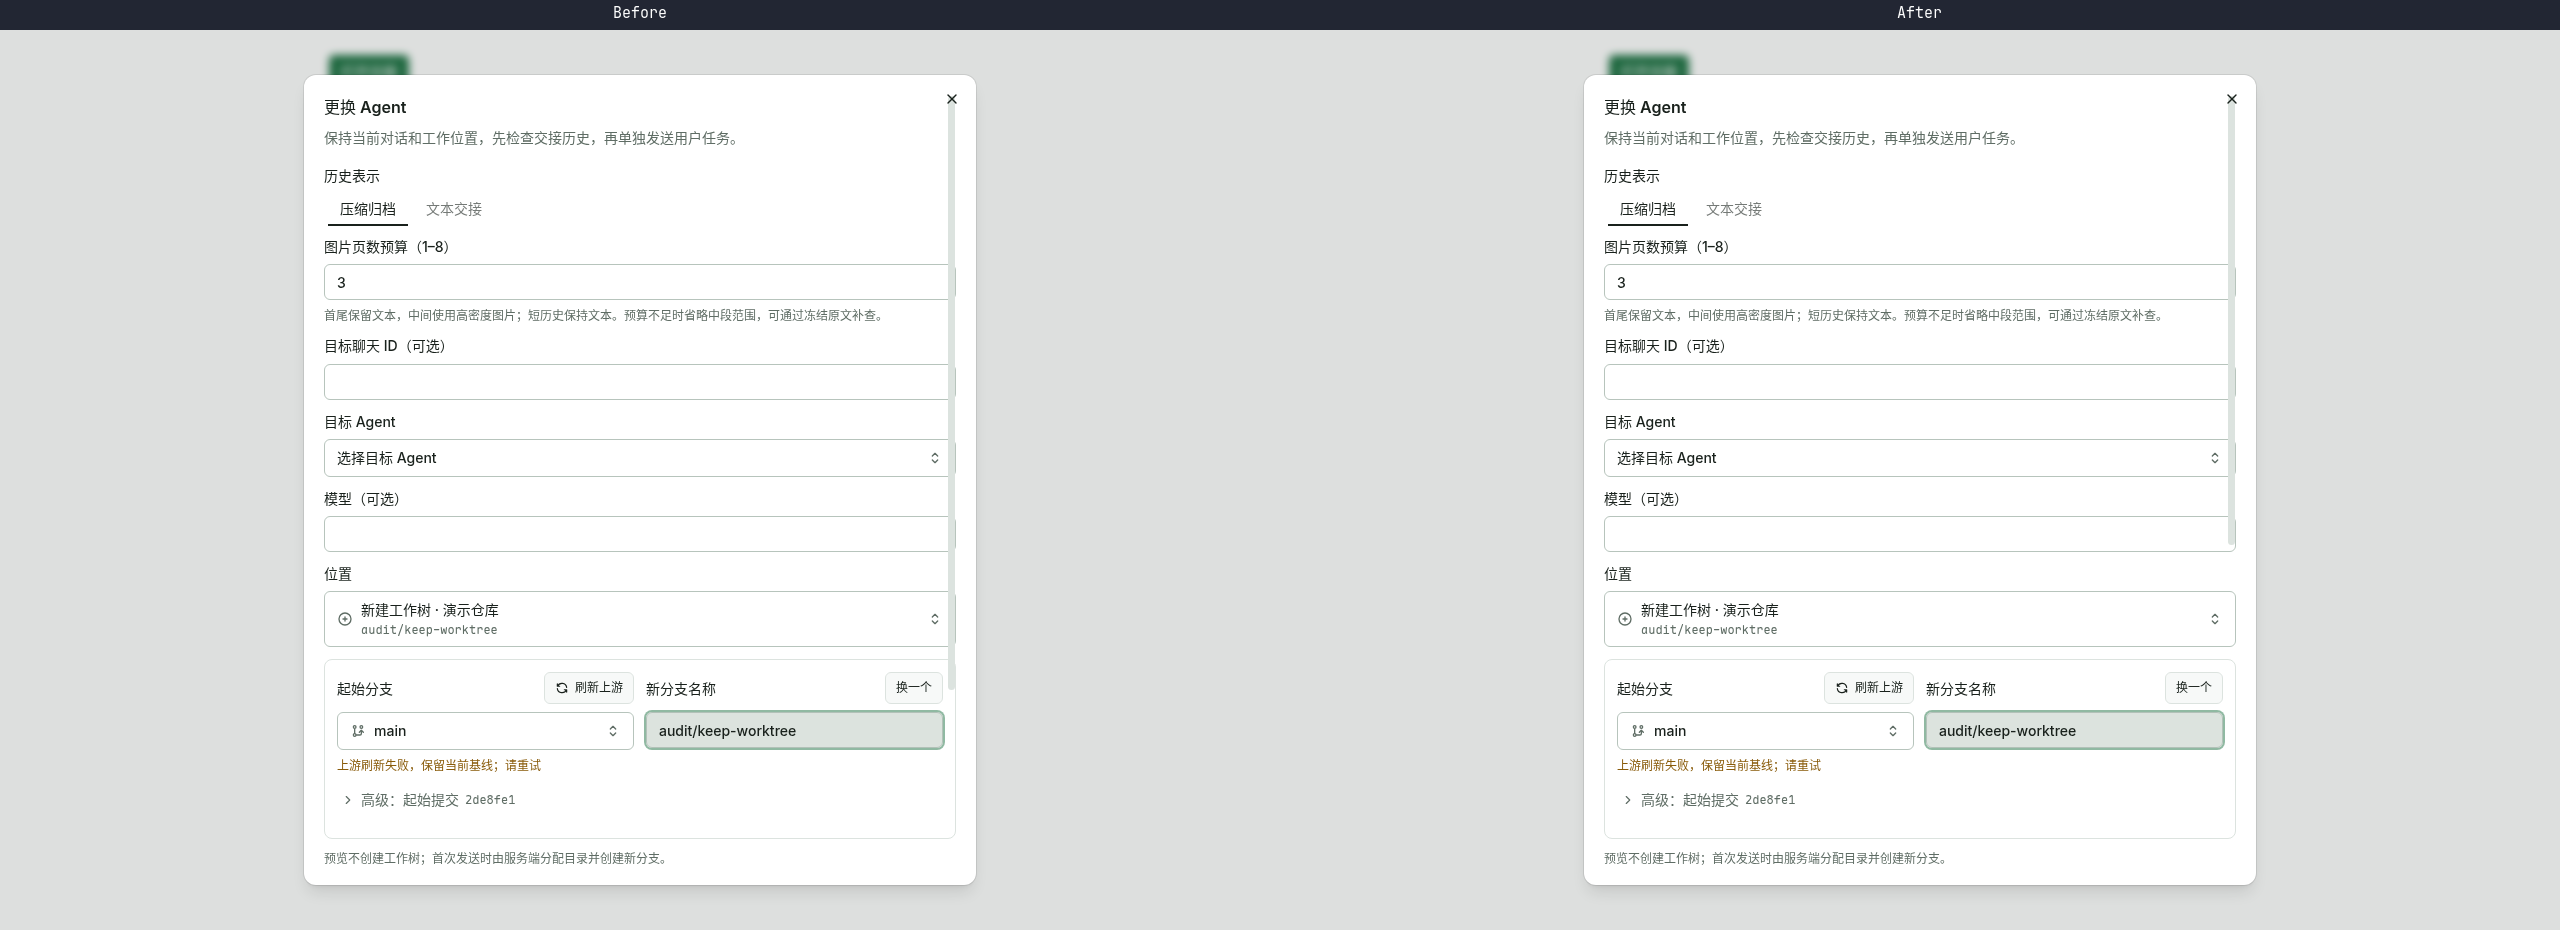 Before
更换 Agent
保持当前对话和工作位置，先检查交接历史，再单独发送用户任务。
历史表示
压缩归档 文本交接
图片页数预算（1–8）
3
首尾保留文本，中间使用高密度图片；短历史保持文本。预算不足时省略中段范围，可通过冻结原文补查。
目标聊天 ID（可选）
目标 Agent
选择目标 Agent
模型（可选）
位置
新建工作树 · 演示仓库
audit/keep-worktree
起始分支 刷新上游 新分支名称 换一个
main audit/keep-worktree
上游刷新失败，保留当前基线；请重试
高级：起始提交 2de8fe1
预览不创建工作树；首次发送时由服务端分配目录并创建新分支。
After
更换 Agent
保持当前对话和工作位置，先检查交接历史，再单独发送用户任务。
历史表示
压缩归档 文本交接
图片页数预算（1–8）
3
首尾保留文本，中间使用高密度图片；短历史保持文本。预算不足时省略中段范围，可通过冻结原文补查。
目标聊天 ID（可选）
目标 Agent
选择目标 Agent
模型（可选）
位置
新建工作树 · 演示仓库
audit/keep-worktree
起始分支 刷新上游 新分支名称 换一个
main audit/keep-worktree
上游刷新失败，保留当前基线；请重试
高级：起始提交 2de8fe1
预览不创建工作树；首次发送时由服务端分配目录并创建新分支。